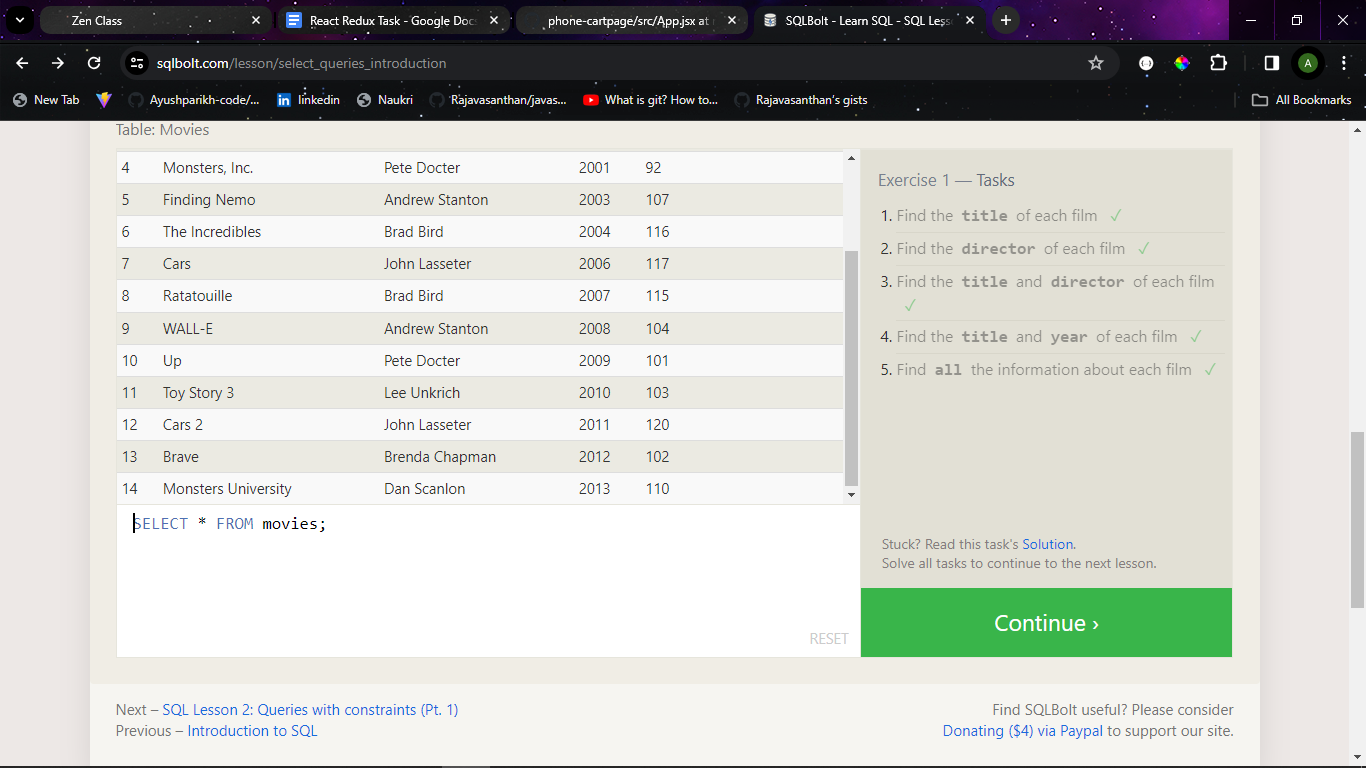 Zen Class
React Redux Task - Google Docs
phone-cartpage/src/App.jsx at
SQLBolt - Learn SQL - SQL Less
sqlbolt.com/lesson/select_queries_introduction
A
New Tab
Ayushparikh-code/...
linkedin
Naukri
Rajavasanthan/javas...
What is git? How to...
Rajavasanthan's gists
All Bookmarks
Table: Movies
4 Monsters, Inc. Pete Docter 2001 92
5 Finding Nemo Andrew Stanton 2003 107
6 The Incredibles Brad Bird 2004 116
7 Cars John Lasseter 2006 117
8 Ratatouille Brad Bird 2007 115
9 WALL-E Andrew Stanton 2008 104
10 Up Pete Docter 2009 101
11 Toy Story 3 Lee Unkrich 2010 103
12 Cars 2 John Lasseter 2011 120
13 Brave Brenda Chapman 2012 102
14 Monsters University Dan Scanlon 2013 110
SELECT * FROM movies;
RESET
Exercise 1 — Tasks
1. Find the title of each film ✓
2. Find the director of each film ✓
3. Find the title and director of each film
✓
4. Find the title and year of each film ✓
5. Find all the information about each film ✓
Stuck? Read this task's Solution.
Solve all tasks to continue to the next lesson.
Continue ›
Next – SQL Lesson 2: Queries with constraints (Pt. 1)
Previous – Introduction to SQL
Find SQLBolt useful? Please consider
Donating ($4) via Paypal to support our site.